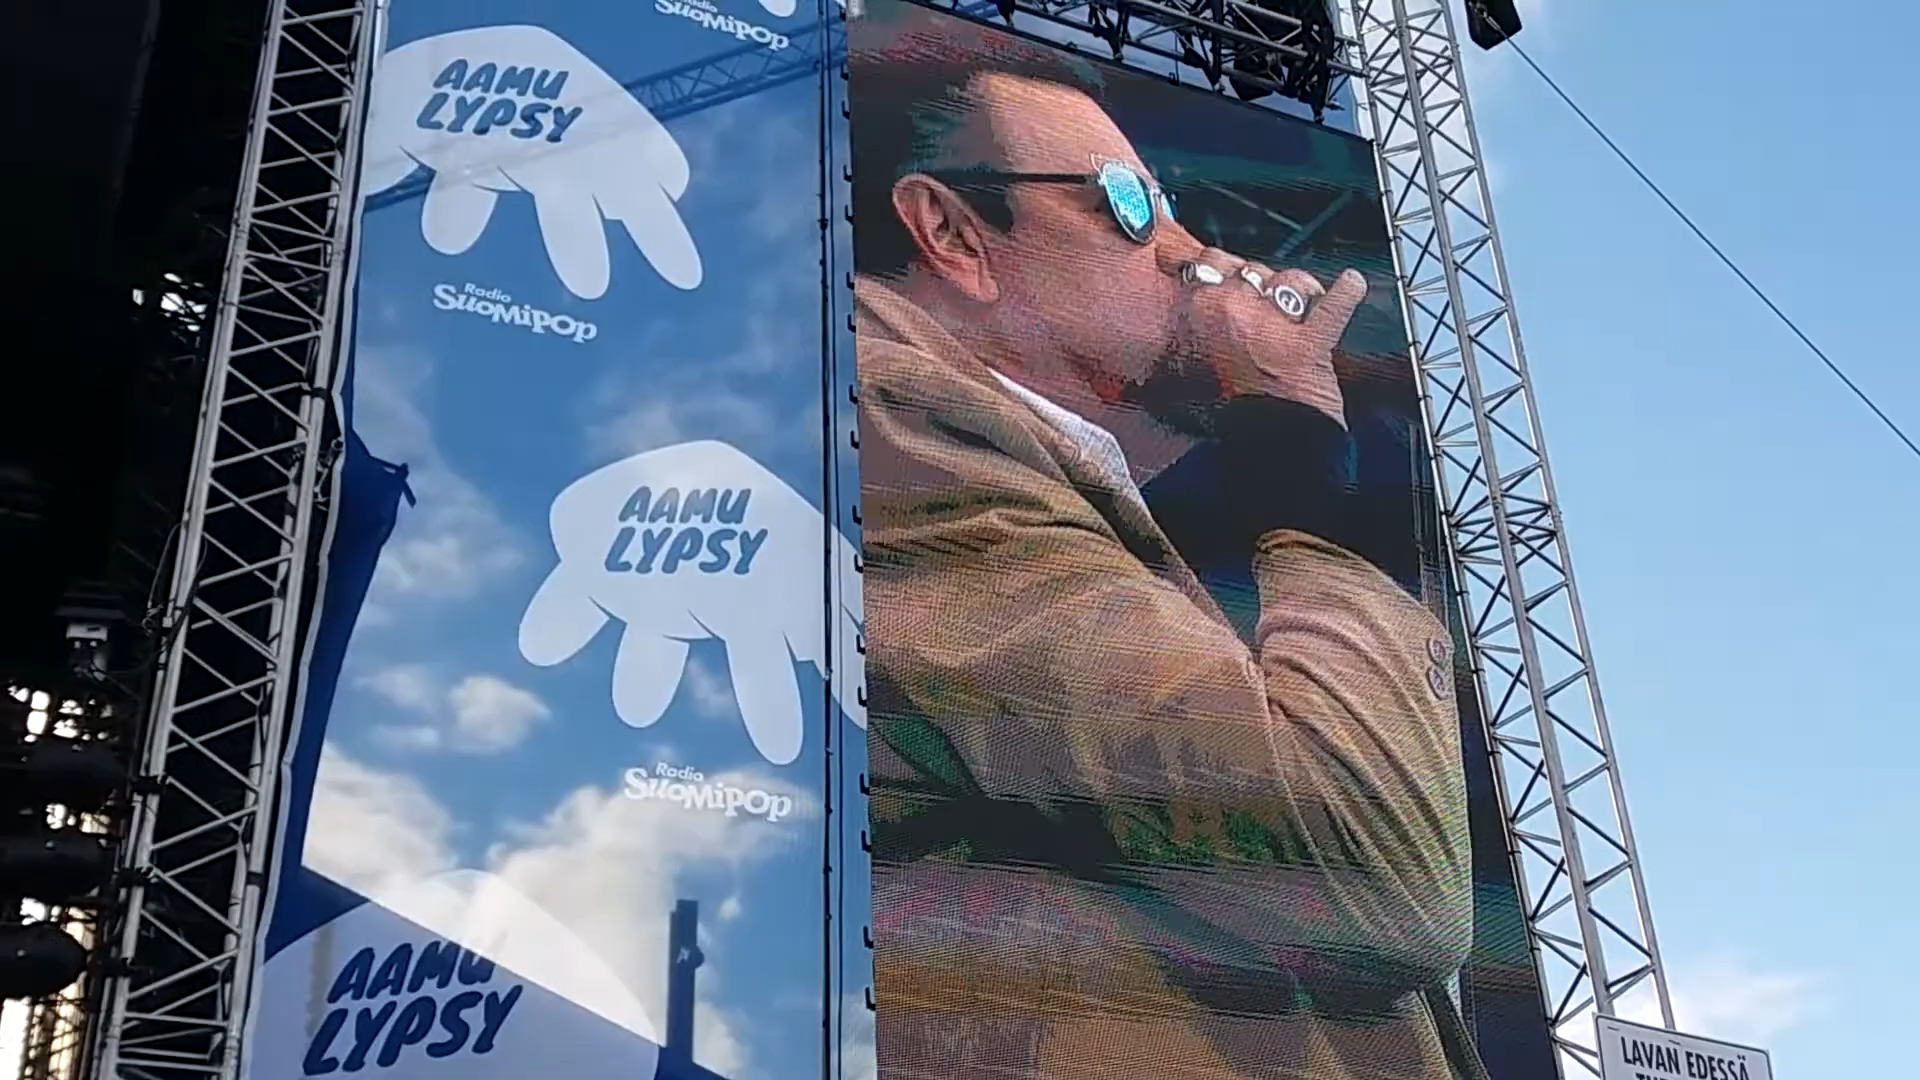 Radio
SuoMiPOP
AAMU
LYPSY
Radio
SuoMiPOP
AAMU
LYPSY
Radio
SuoMiPOP
AAMU
LYPSY
LAVAN EDESSÄ